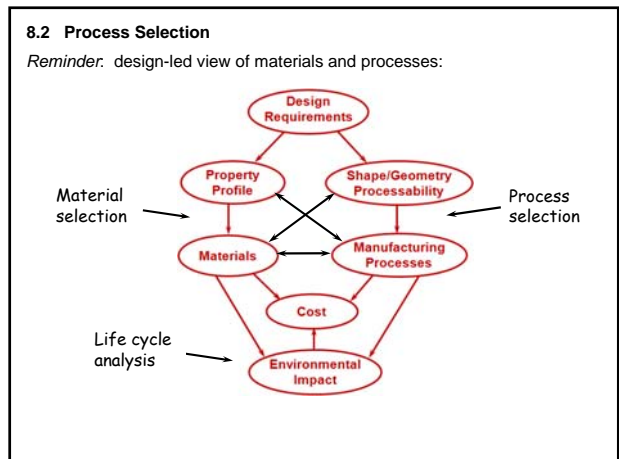 8.2 Process Selection
Reminder: design-led view of materials and processes:
Design
Requirements
Property
Profile
Shape/Geometry
Processability
Material
selection
Process
selection
Materials
Manufacturing
Processes
Cost
Life cycle
analysis
Environmental
Impact